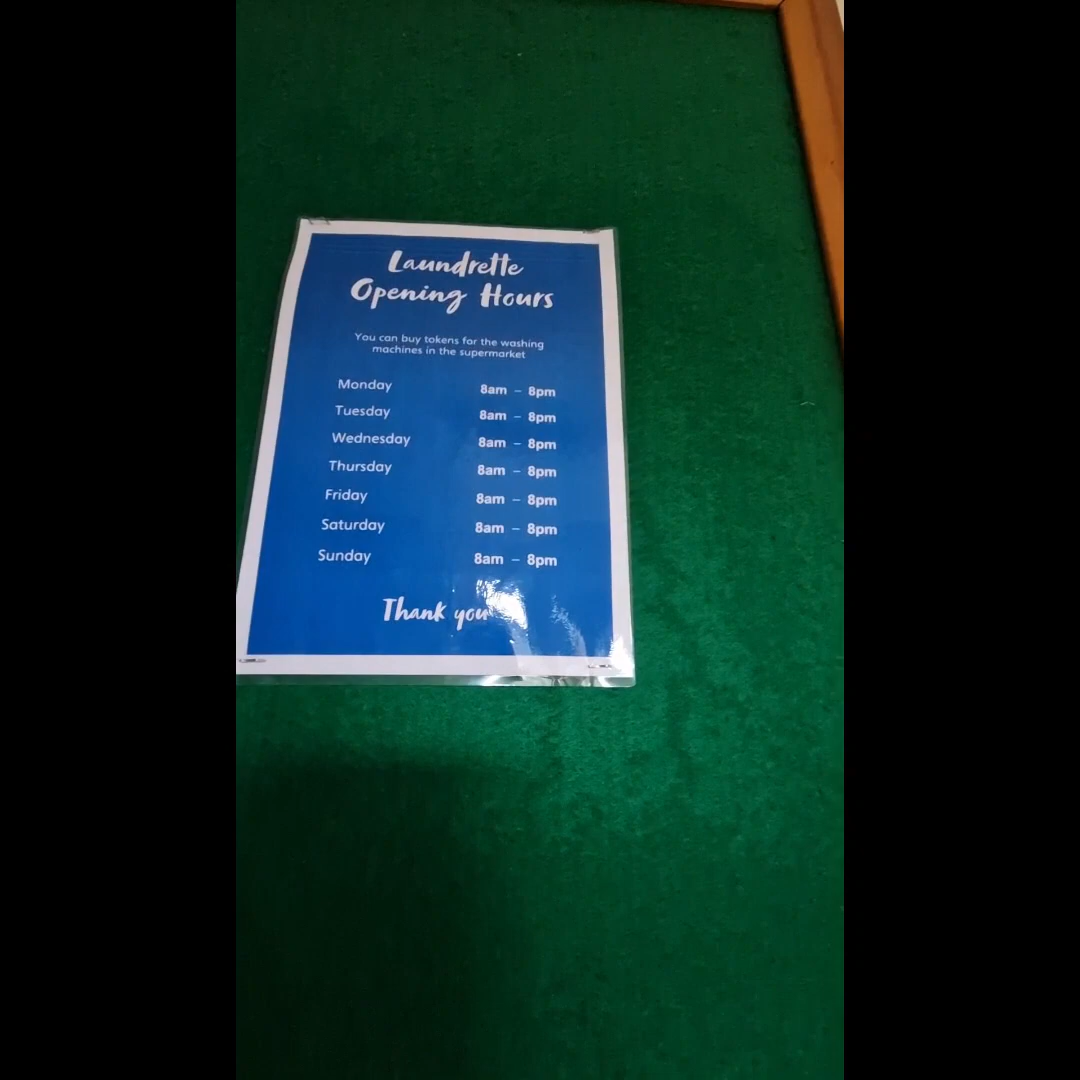 Laundrette
Opening Hours
You can buy tokens for the washing
machines in the supermarket
Monday 8am – 8pm
Tuesday 8am – 8pm
Wednesday 8am – 8pm
Thursday 8am – 8pm
Friday 8am – 8pm
Saturday 8am – 8pm
Sunday 8am – 8pm
Thank you